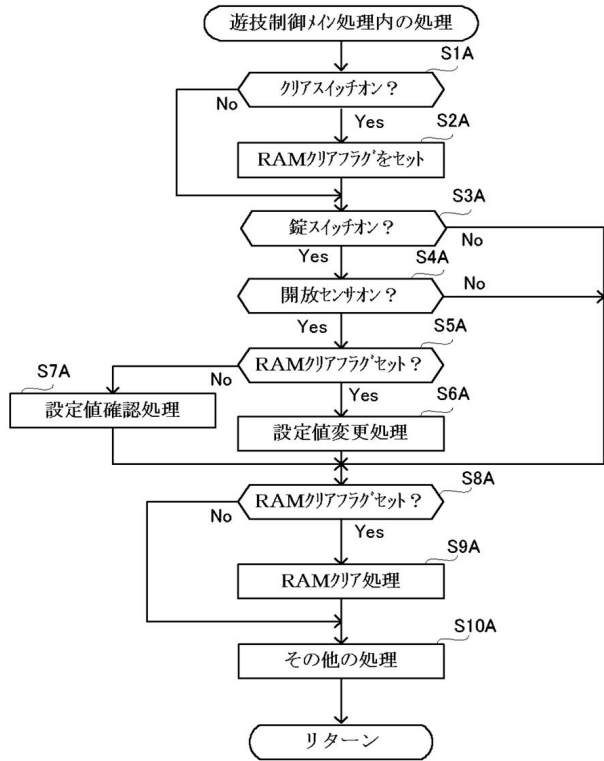 遊技制御メイン処理内の処理
S1A
クリアスイッチオン？
No
Yes
S2A
RAMクリアフラグをセット
S3A
錠スイッチオン？
No
Yes
S4A
開放センサオン？
No
Yes
S5A
RAMクリアフラグセット？
No
Yes
S7A
設定値確認処理
S6A
設定値変更処理
S8A
RAMクリアフラグセット？
No
Yes
S9A
RAMクリア処理
S10A
その他の処理
リターン